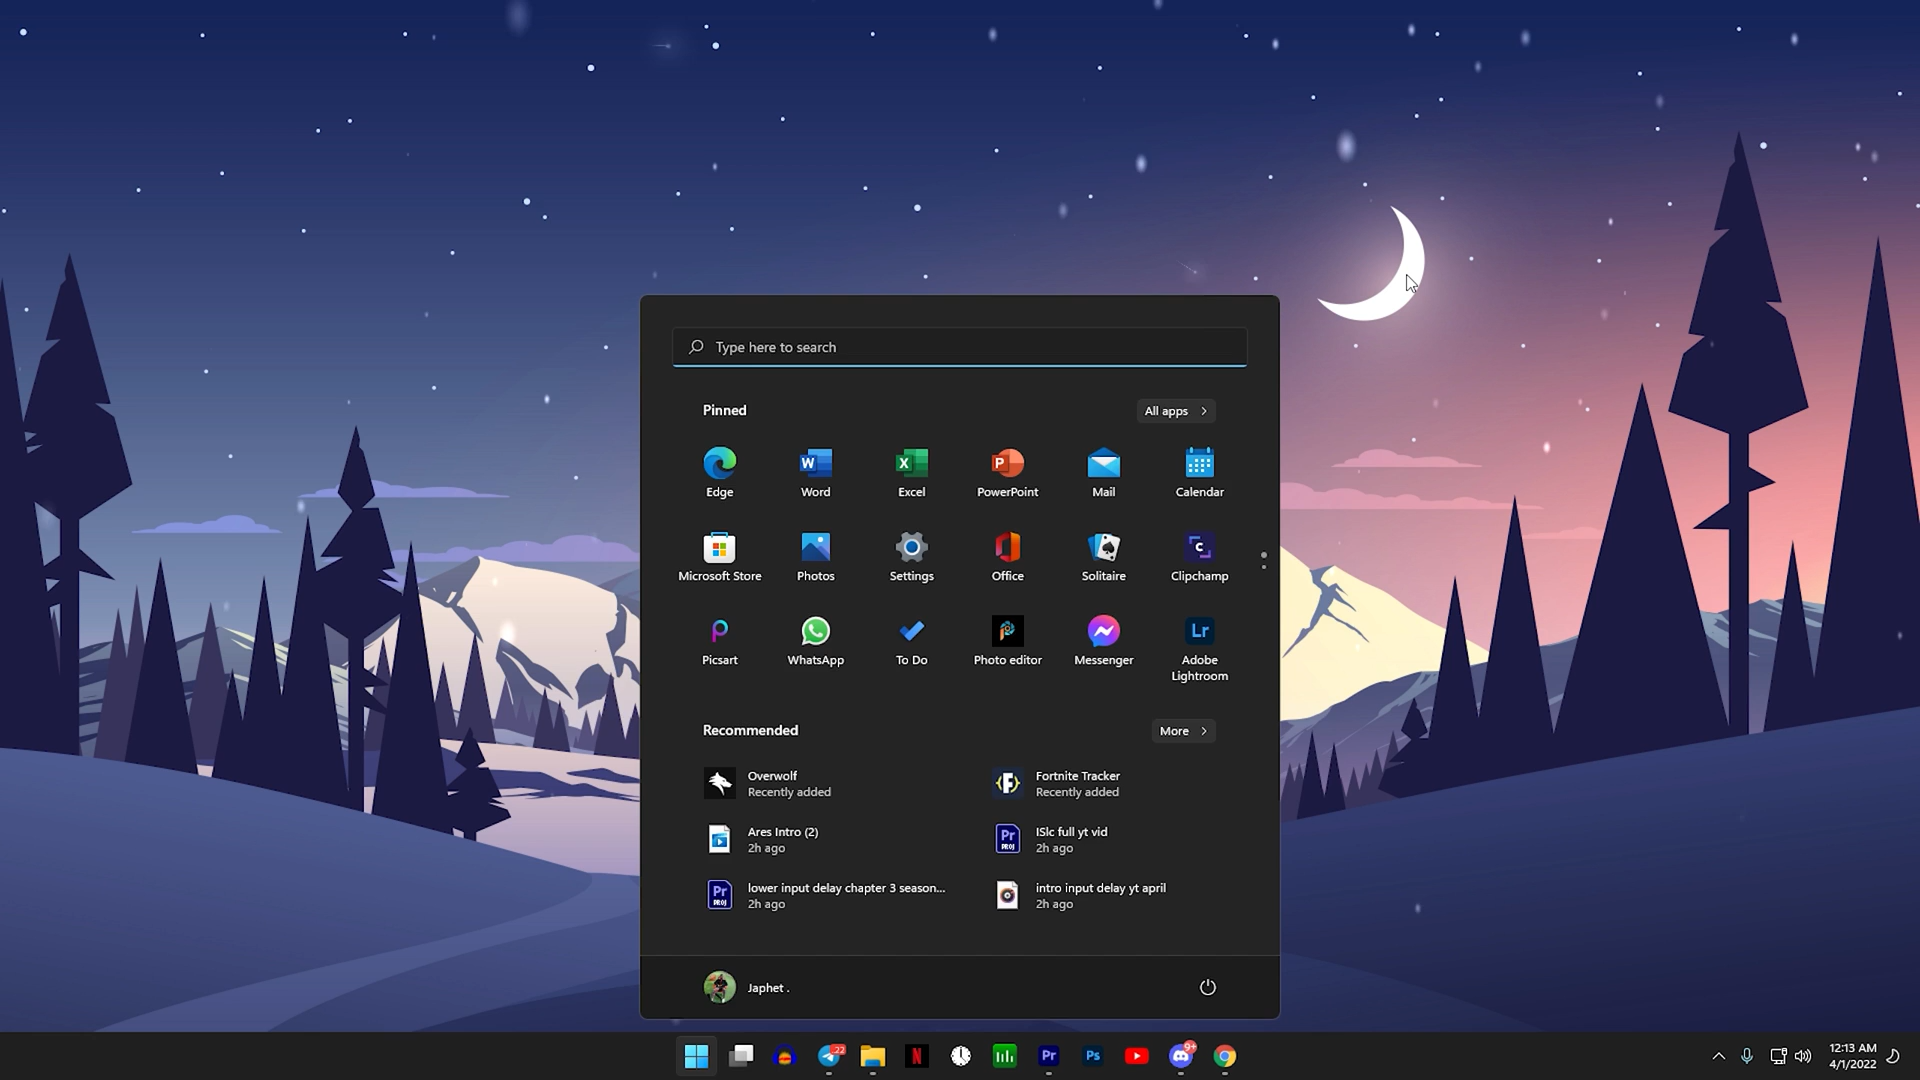 Type here to search
Pinned
All apps
Edge
Word
Excel
PowerPoint
Mail
Calendar
Microsoft Store
Photos
Settings
Office
Solitaire
Clipchamp
Picsart
WhatsApp
To Do
Photo editor
Messenger
Adobe
Lightroom
Recommended
More
Overwolf
Recently added
Fortnite Tracker
Recently added
Ares Intro (2)
2h ago
ISlc full yt vid
2h ago
lower input delay chapter 3 season...
2h ago
intro input delay yt april
2h ago
Japhet .
12:13 AM
4/1/2022